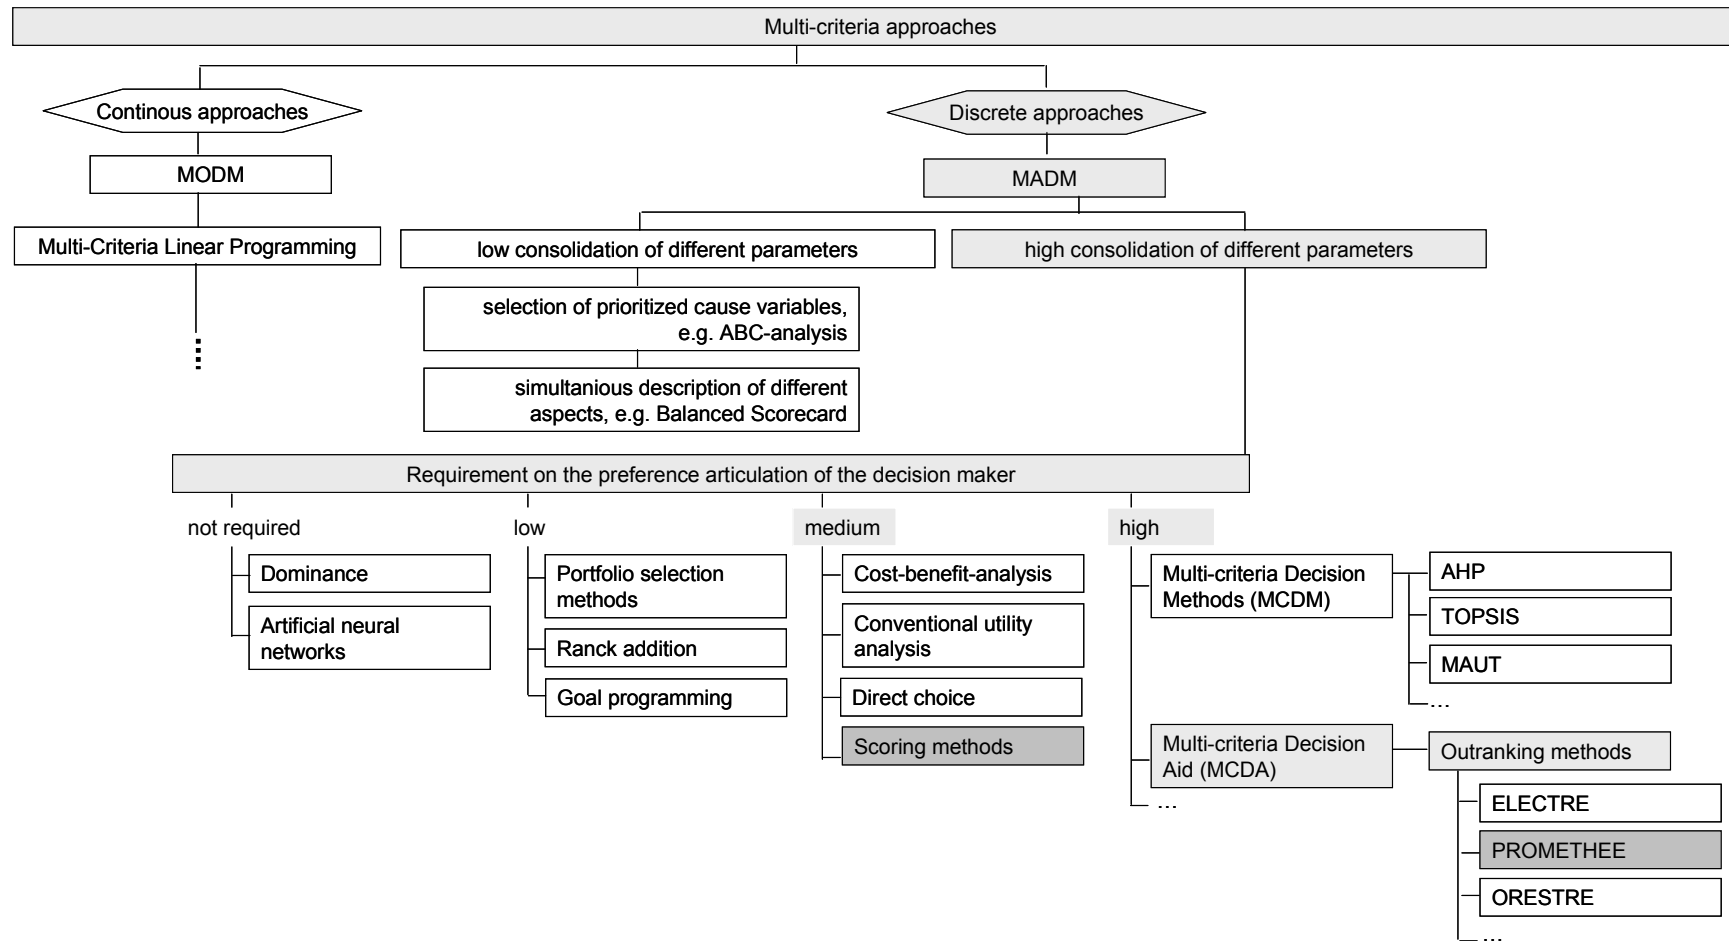 Multi-criteria approaches
Continous approaches
Discrete approaches
MODM
MADM
Multi-Criteria Linear Programming
low consolidation of different parameters
high consolidation of different parameters
selection of prioritized cause variables,
e.g. ABC-analysis
simultanious description of different
aspects, e.g. Balanced Scorecard
Requirement on the preference articulation of the decision maker
not required
low
medium
high
Dominance
Artificial neural
networks
Portfolio selection
methods
Ranck addition
Goal programming
Cost-benefit-analysis
Conventional utility
analysis
Direct choice
Scoring methods
Multi-criteria Decision
Methods (MCDM)
AHP
TOPSIS
MAUT
...
Multi-criteria Decision
Aid (MCDA)
...
Outranking methods
ELECTRE
PROMETHEE
ORESTRE
...